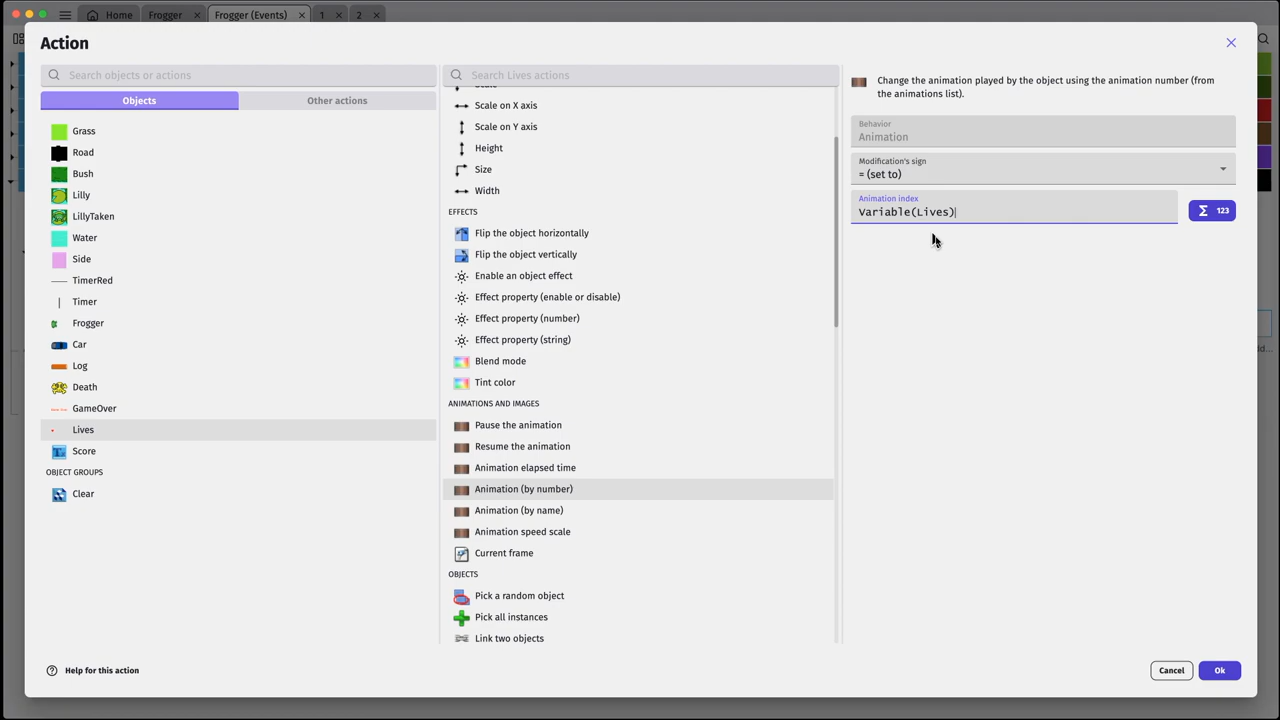 Home
Frogger
Frogger (Events)
1
2
Action
Search objects or actions
Objects
Other actions
Grass
Road
Bush
Lilly
LillyTaken
Water
Side
TimerRed
Timer
Frogger
Car
Log
Death
GameOver
Lives
Score
OBJECT GROUPS
Clear
Search Lives actions
Scale
Scale on X axis
Scale on Y axis
Height
Size
Width
EFFECTS
Flip the object horizontally
Flip the object vertically
Enable an object effect
Effect property (enable or disable)
Effect property (number)
Effect property (string)
Blend mode
Tint color
ANIMATIONS AND IMAGES
Pause the animation
Resume the animation
Animation elapsed time
Animation (by number)
Animation (by name)
Animation speed scale
Current frame
OBJECTS
Pick a random object
Pick all instances
Link two objects
Change the animation played by the object using the animation number (from
the animations list).
Behavior
Animation
Modification's sign
= (set to)
Animation index
Variable(Lives)
Σ 123
Help for this action
Cancel
Ok